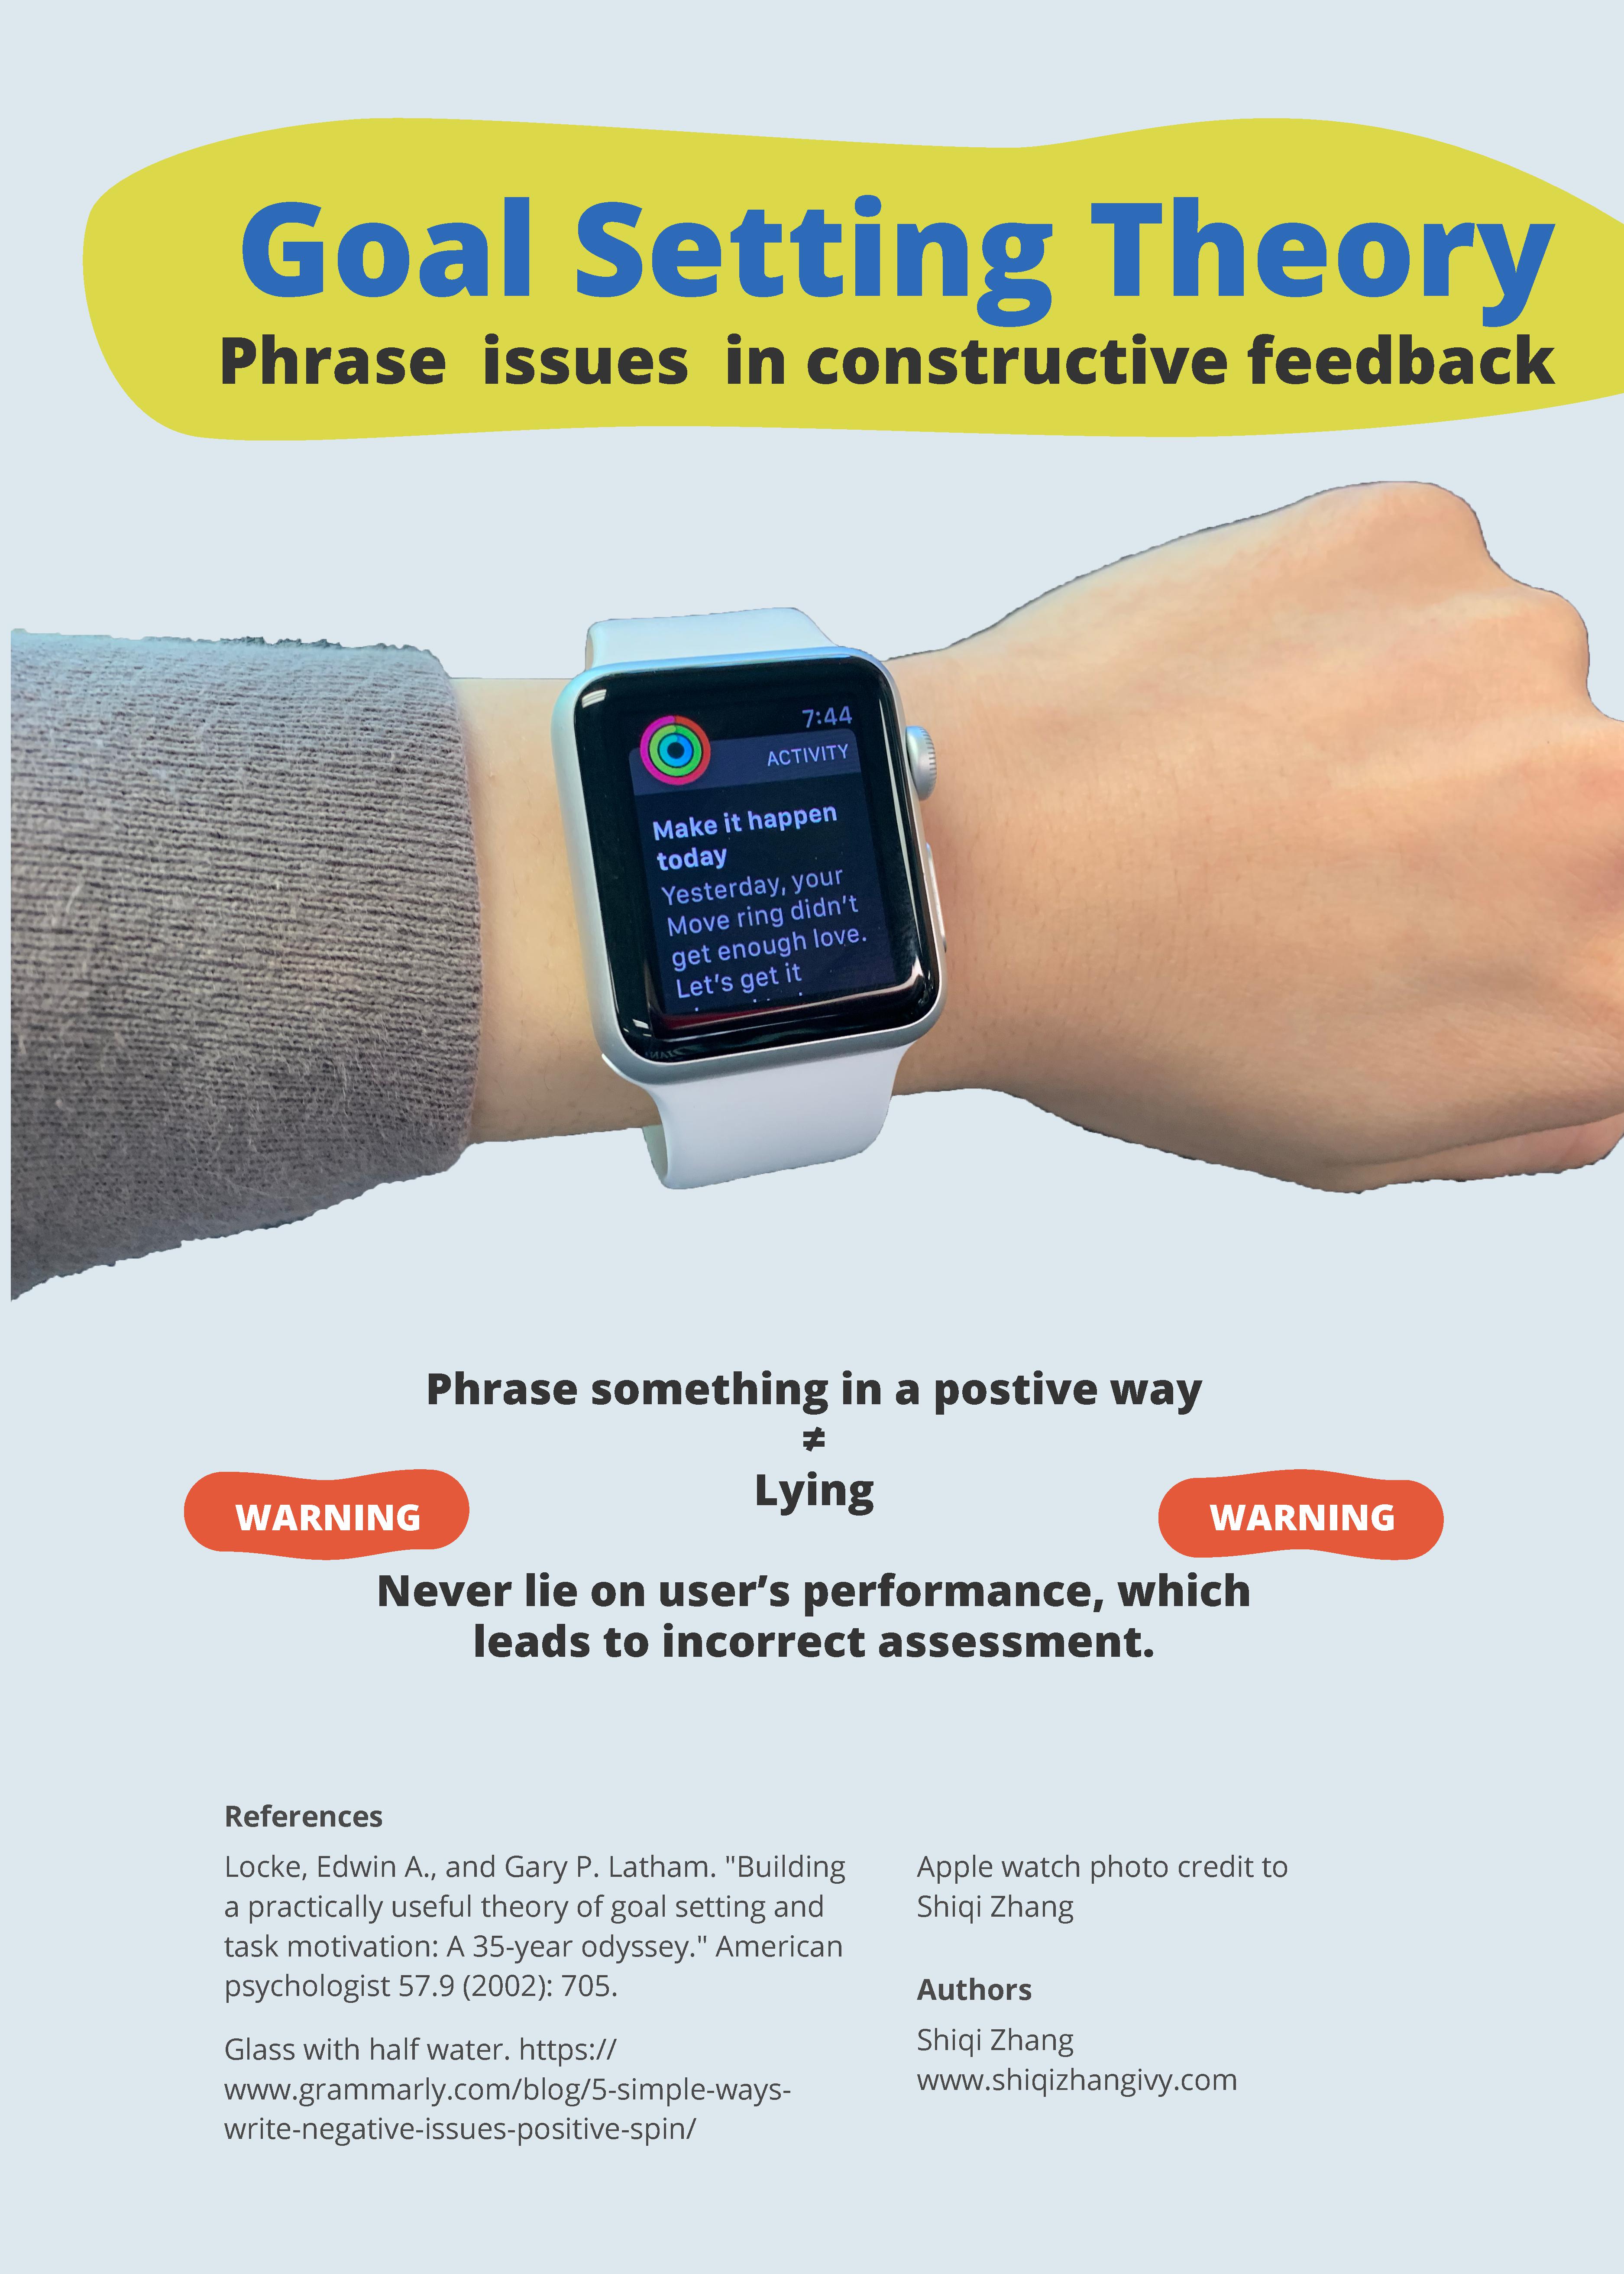 Goal Setting Theory
Phrase issues in constructive feedback
7:44
ACTIVITY
Make it happen
today
Yesterday, your
Move ring didn't
get enough love.
Let's get it
Phrase something in a postive way
≠
Lying
WARNING
WARNING
Never lie on user’s performance, which
leads to incorrect assessment.
References
Locke, Edwin A., and Gary P. Latham. "Building
a practically useful theory of goal setting and
task motivation: A 35-year odyssey." American
psychologist 57.9 (2002): 705.
Glass with half water. https://
www.grammarly.com/blog/5-simple-ways-
write-negative-issues-positive-spin/
Apple watch photo credit to
Shiqi Zhang
Authors
Shiqi Zhang
www.shiqizhangivy.com